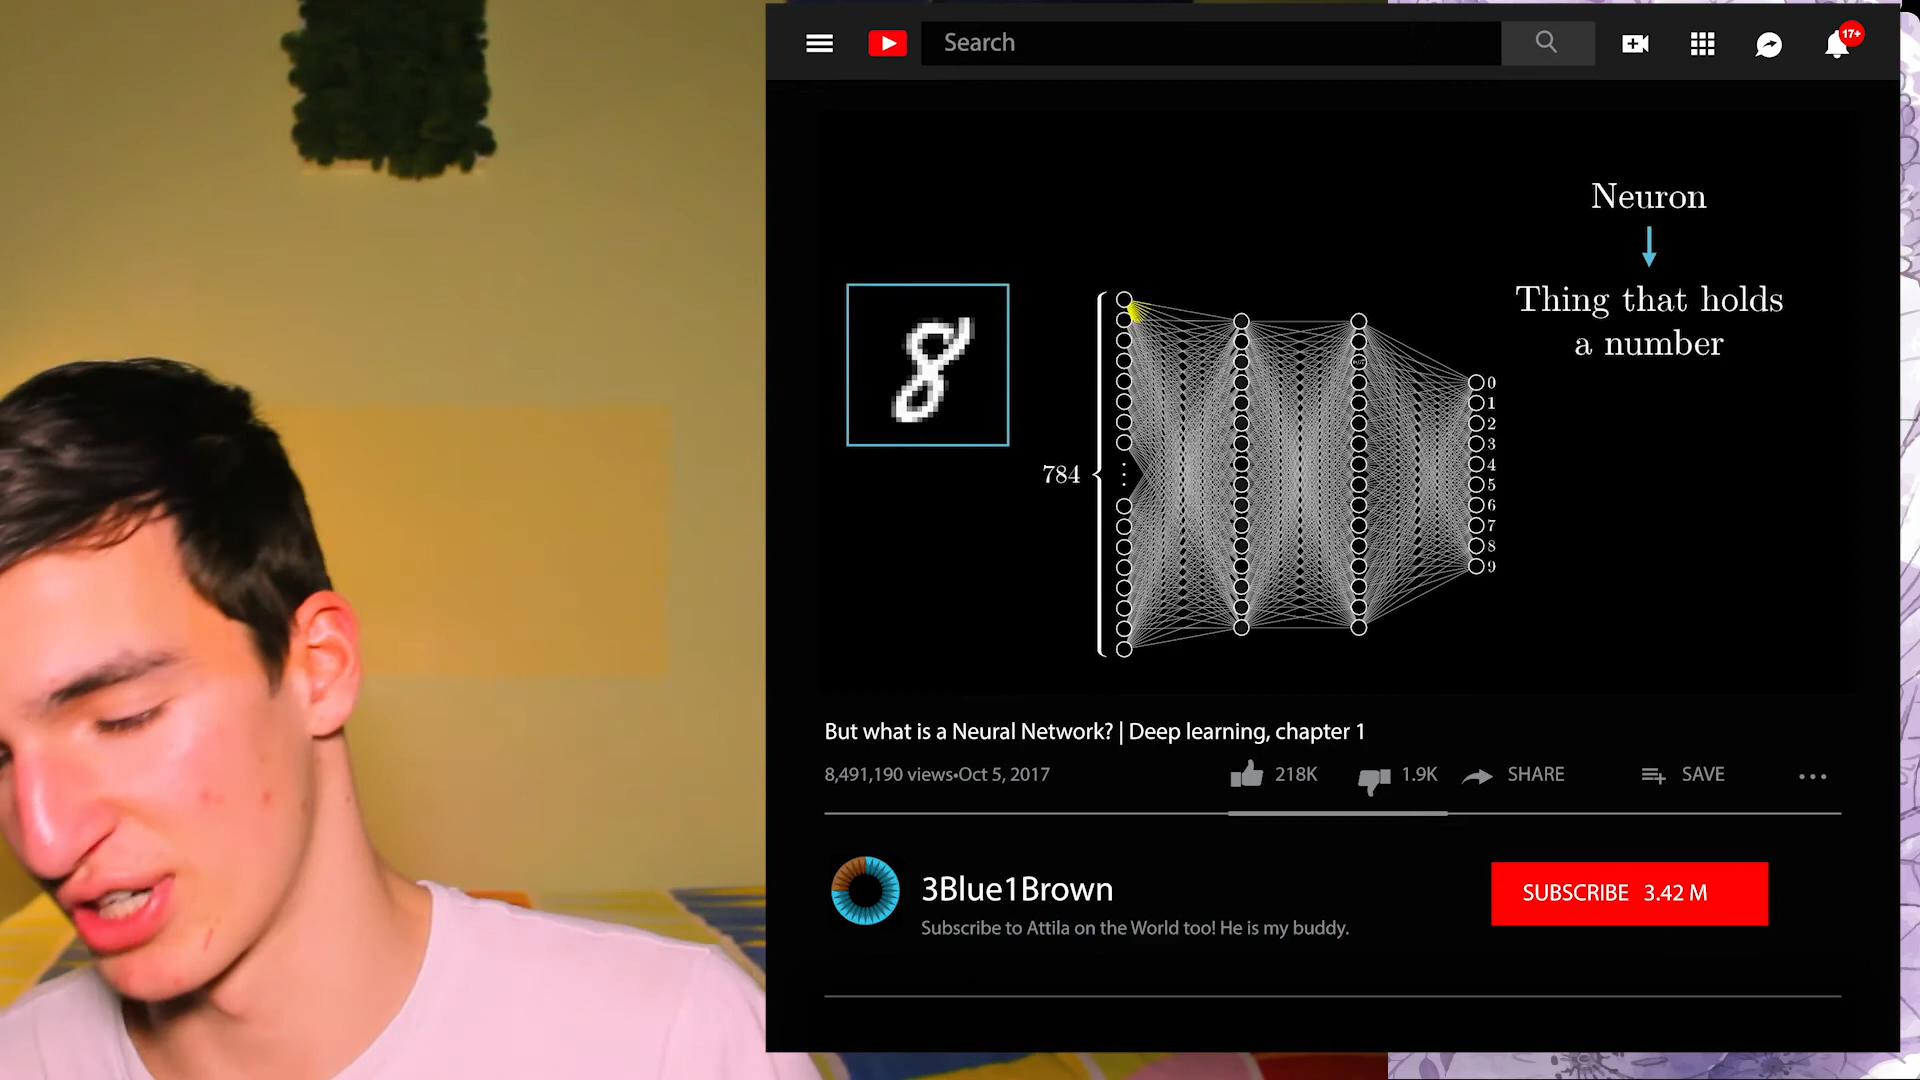 Search
17+
Neuron
Thing that holds
a number
784
0
1
2
3
4
5
6
7
8
9
But what is a Neural Network? | Deep learning, chapter 1
8,491,190 views•Oct 5, 2017
218K
1.9K
SHARE
SAVE
3Blue1Brown
SUBSCRIBE 3.42 M
Subscribe to Attila on the World too! He is my buddy.